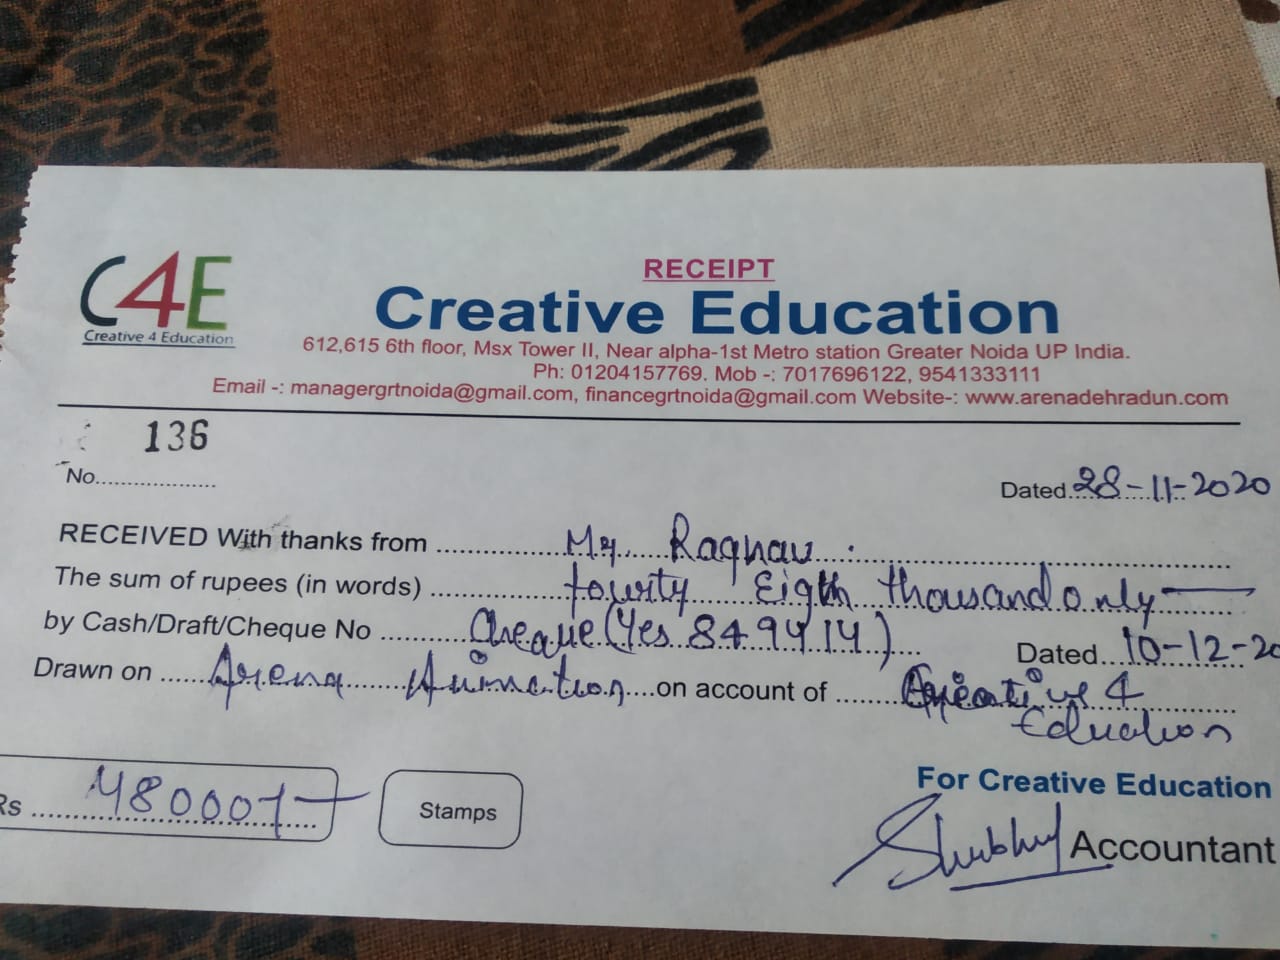 C4E
Creative 4 Education
RECEIPT
Creative Education
612,615 6th floor, Msx Tower II, Near alpha-1st Metro station Greater Noida UP India.
Ph: 01204157769. Mob -: 7017696122, 9541333111
Email -: managergrtnoida@gmail.com, financegrtnoida@gmail.com Website-: www.arenadehradun.com
136
No..................
Dated 28-11-2020
RECEIVED With thanks from Mr. Raghav
The sum of rupees (in words) fourty Eigth thousand only
by Cash/Draft/Cheque No Cheque (Yes 849414) Dated 10-12-20
Drawn on Arena Animation on account of Creative 4
Education
Rs 48000/-
Stamps
For Creative Education
Shubhy Accountant